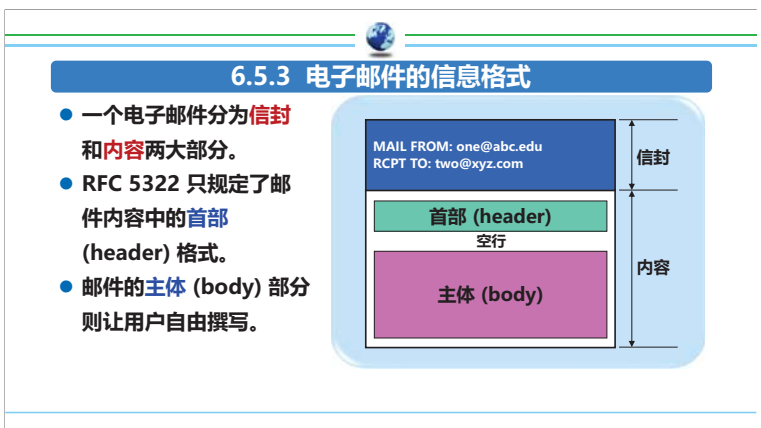 6.5.3 电子邮件的信息格式
一个电子邮件分为信封
和内容两大部分。
RFC 5322 只规定了邮
件内容中的首部
(header) 格式。
邮件的主体 (body) 部分
则让用户自由撰写。
MAIL FROM: one@abc.edu
RCPT TO: two@xyz.com
信封
首部 (header)
空行
内容
主体 (body)